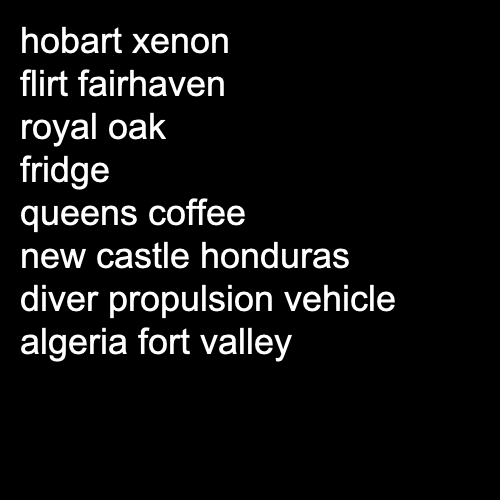 hobart xenon
flirt fairhaven
royal oak
fridge
queens coffee
new castle honduras
diver propulsion vehicle
algeria fort valley